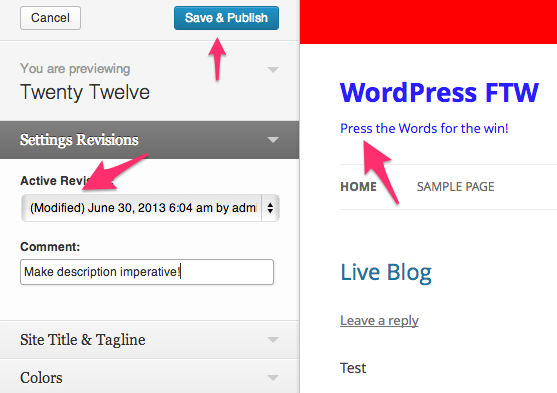 Cancel
Save & Publish
You are previewing
Twenty Twelve
Settings Revisions
Active Revis
(Modified) June 30, 2013 6:04 am by adm
Comment:
Make description imperative!
Site Title & Tagline
Colors
WordPress FTW
Press the Words for the win!
HOME SAMPLE PAGE
Live Blog
Leave a reply
Test